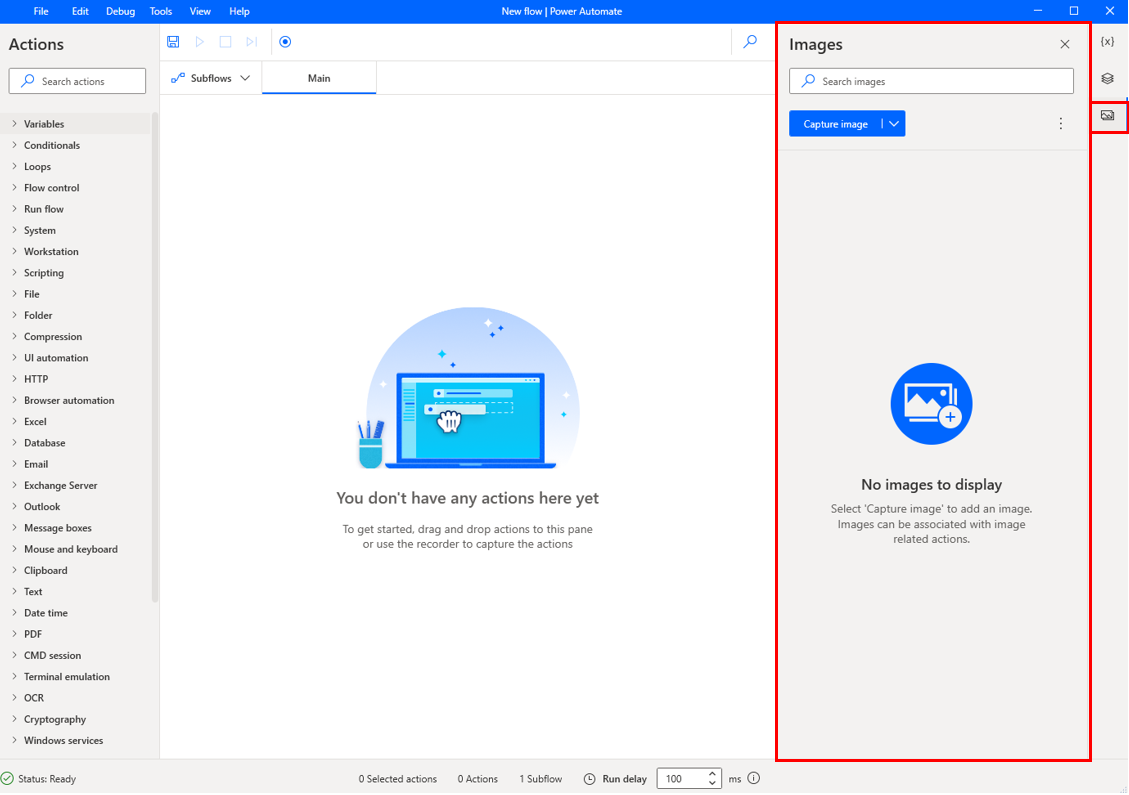 File Edit Debug Tools View Help New flow | Power Automate
Actions
Search actions
Variables
Conditionals
Loops
Flow control
Run flow
System
Workstation
Scripting
File
Folder
Compression
UI automation
HTTP
Browser automation
Excel
Database
Email
Exchange Server
Outlook
Message boxes
Mouse and keyboard
Clipboard
Text
Date time
PDF
CMD session
Terminal emulation
OCR
Cryptography
Windows services
Subflows Main
You don't have any actions here yet
To get started, drag and drop actions to this pane
or use the recorder to capture the actions
Images
Search images
Capture image
No images to display
Select 'Capture image' to add an image.
Images can be associated with image
related actions.
{x}
Status: Ready 0 Selected actions 0 Actions 1 Subflow Run delay 100 ms